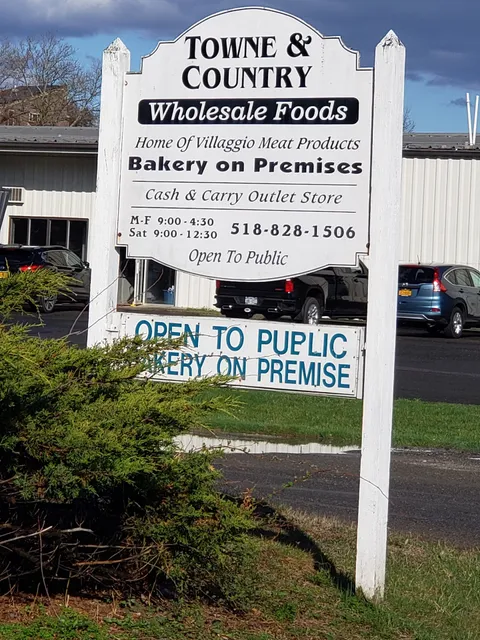 TOWNE &
COUNTRY
Wholesale Foods
Home Of Villaggio Meat Products
Bakery on Premises
Cash & Carry Outlet Store
M-F 9:00-4:30
Sat 9:00-12:30
518-828-1506
Open To Public
OPEN TO PUPLIC
KERY ON PREMISE